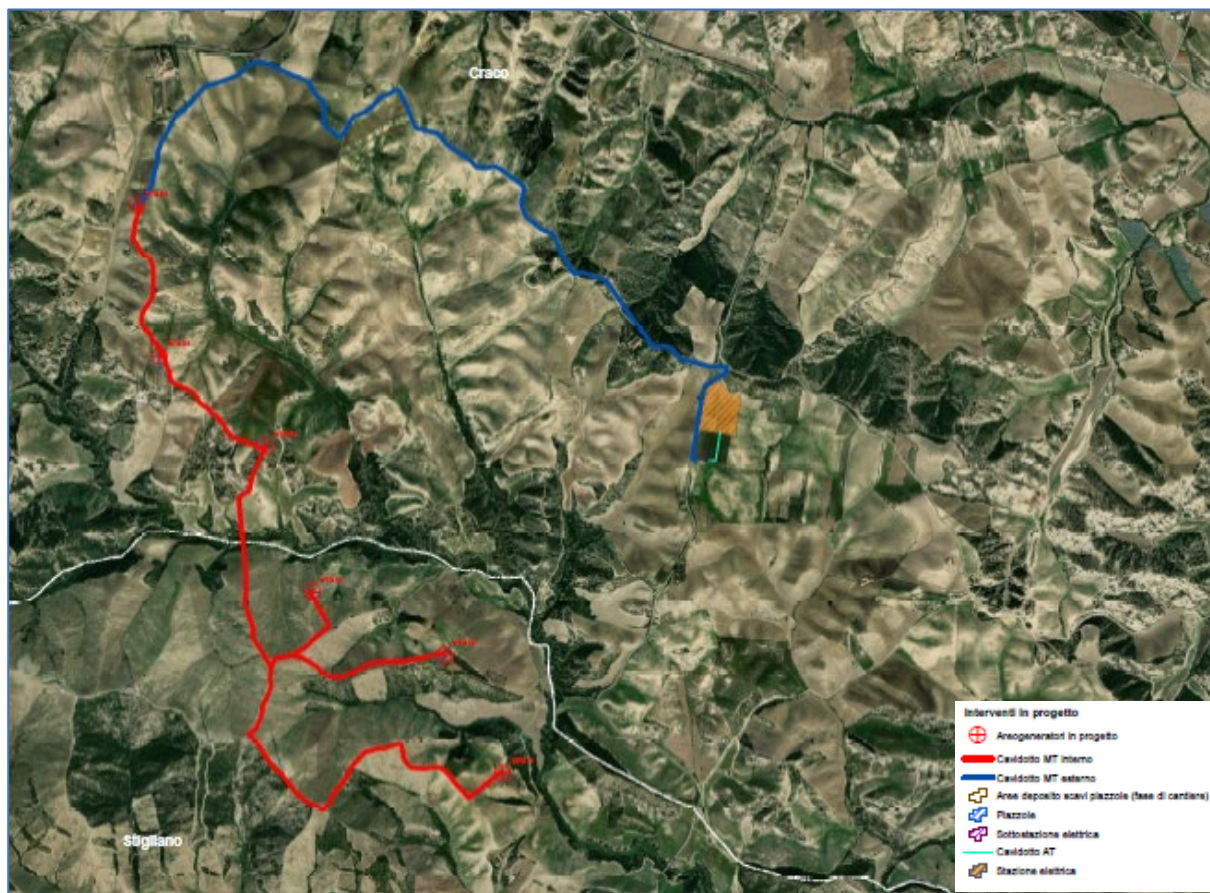 Craco
Stigliano
Interventi in progetto
Areogeneratori in progetto
Cavidotto MT interno
Cavidotto MT esterno
Aree deposito scavi piazzole (fase di cantiere)
Piazzole
Sottostazione elettrica
Cavidotto AT
Stazione elettrica